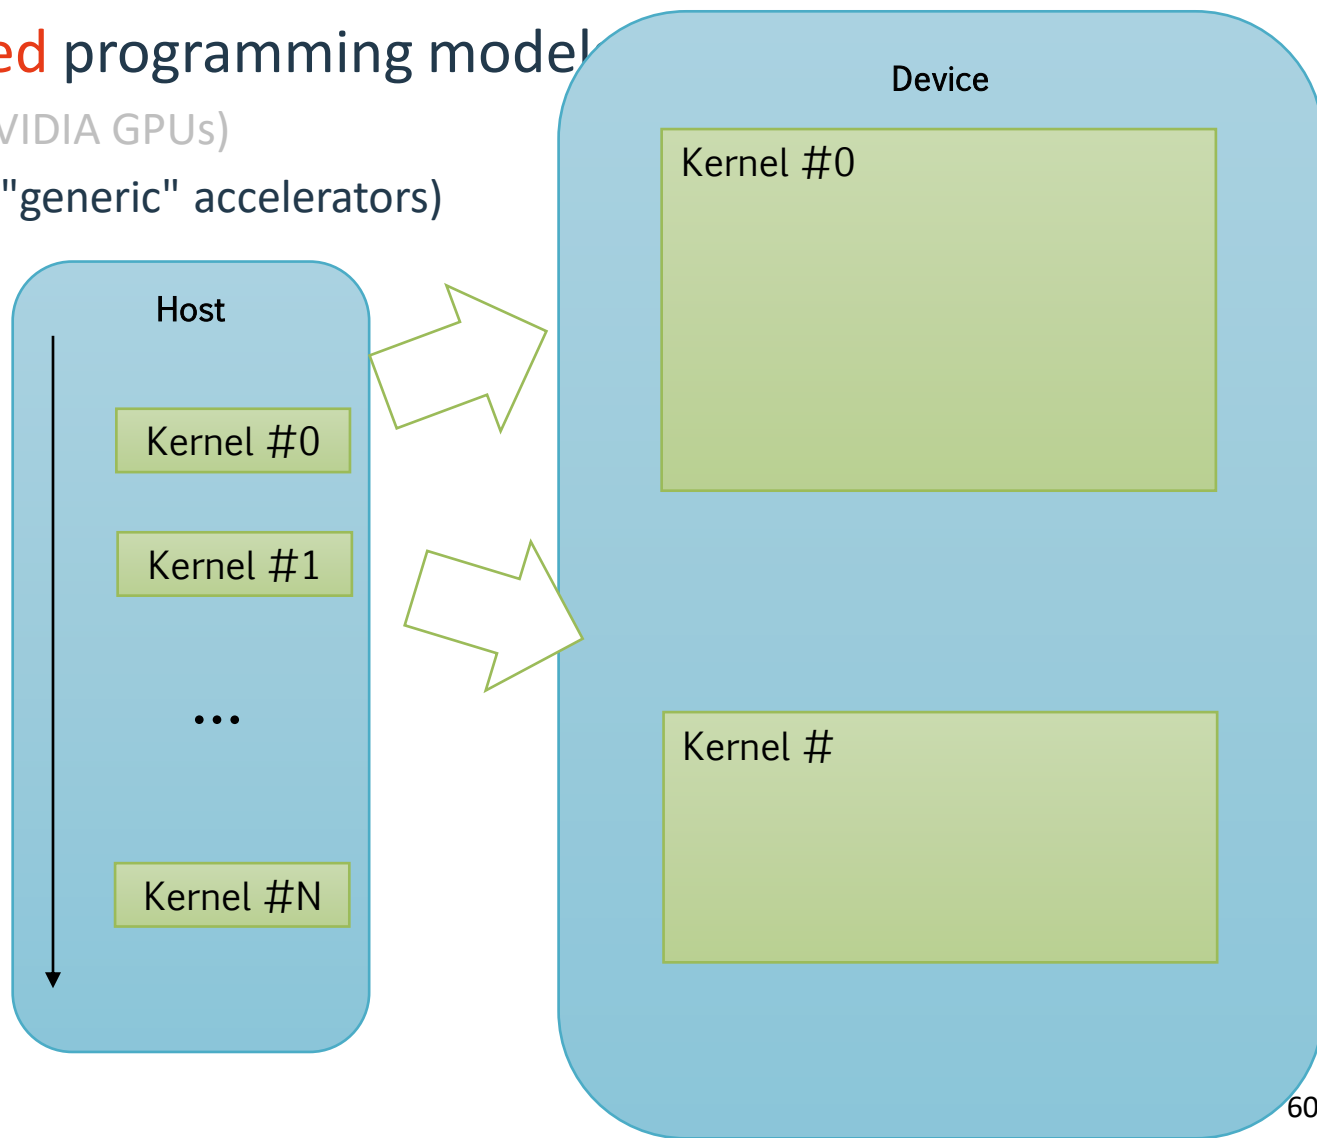 ed programming model
VIDIA GPUs)
"generic" accelerators)
Host
Kernel #0
Kernel #1
...
Kernel #N
Device
Kernel #0
Kernel #
60